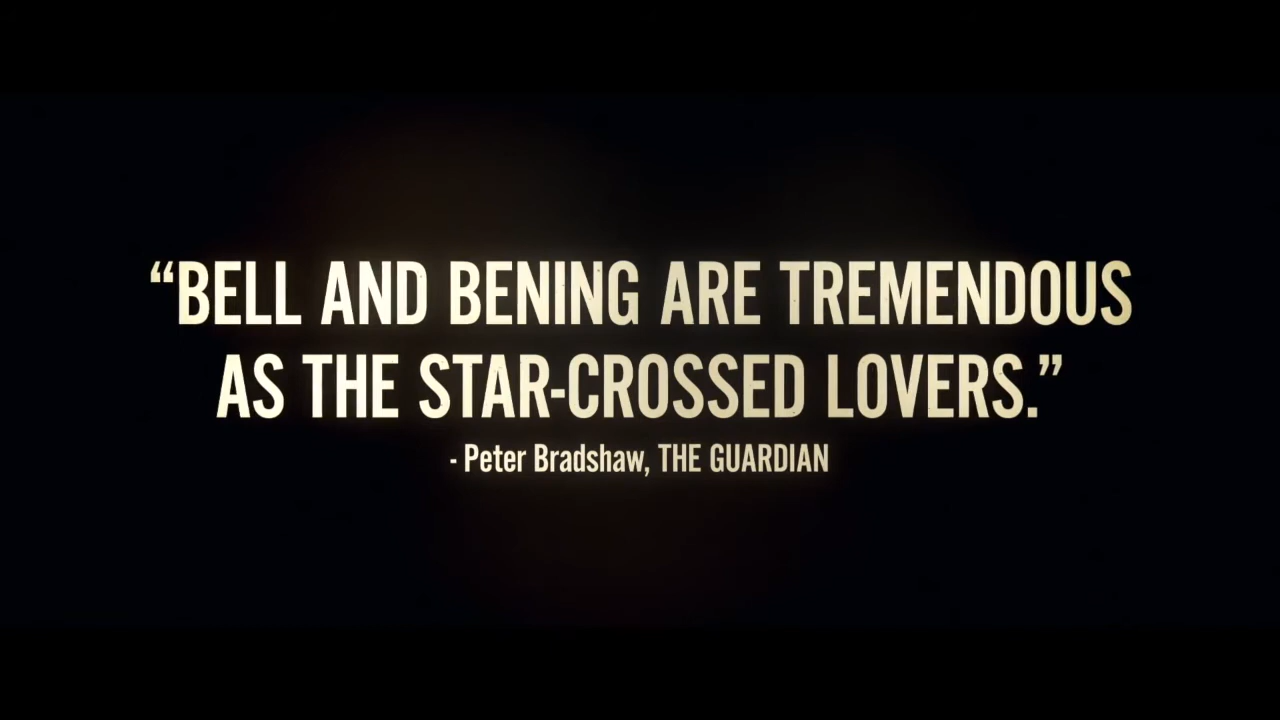 “BELL AND BENING ARE TREMENDOUS
AS THE STAR-CROSSED LOVERS.”
- Peter Bradshaw, THE GUARDIAN